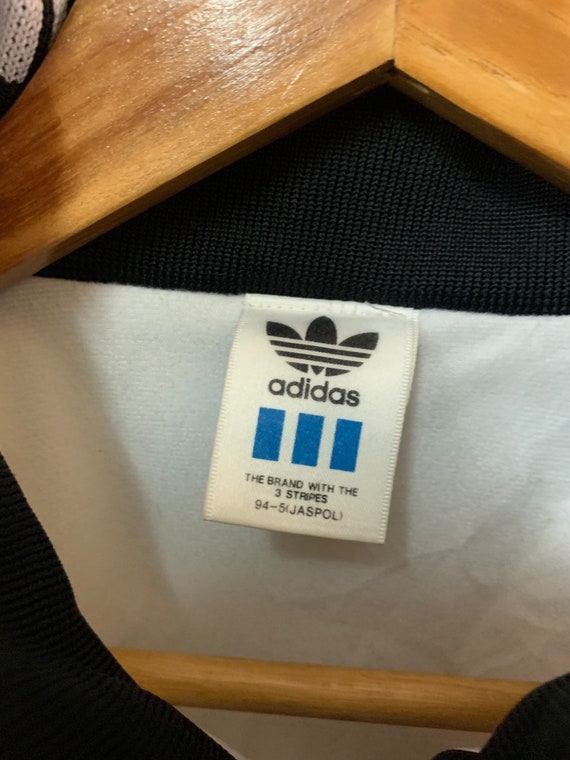 adidas
THE BRAND WITH THE
3 STRIPES
94-5(JASPOL)